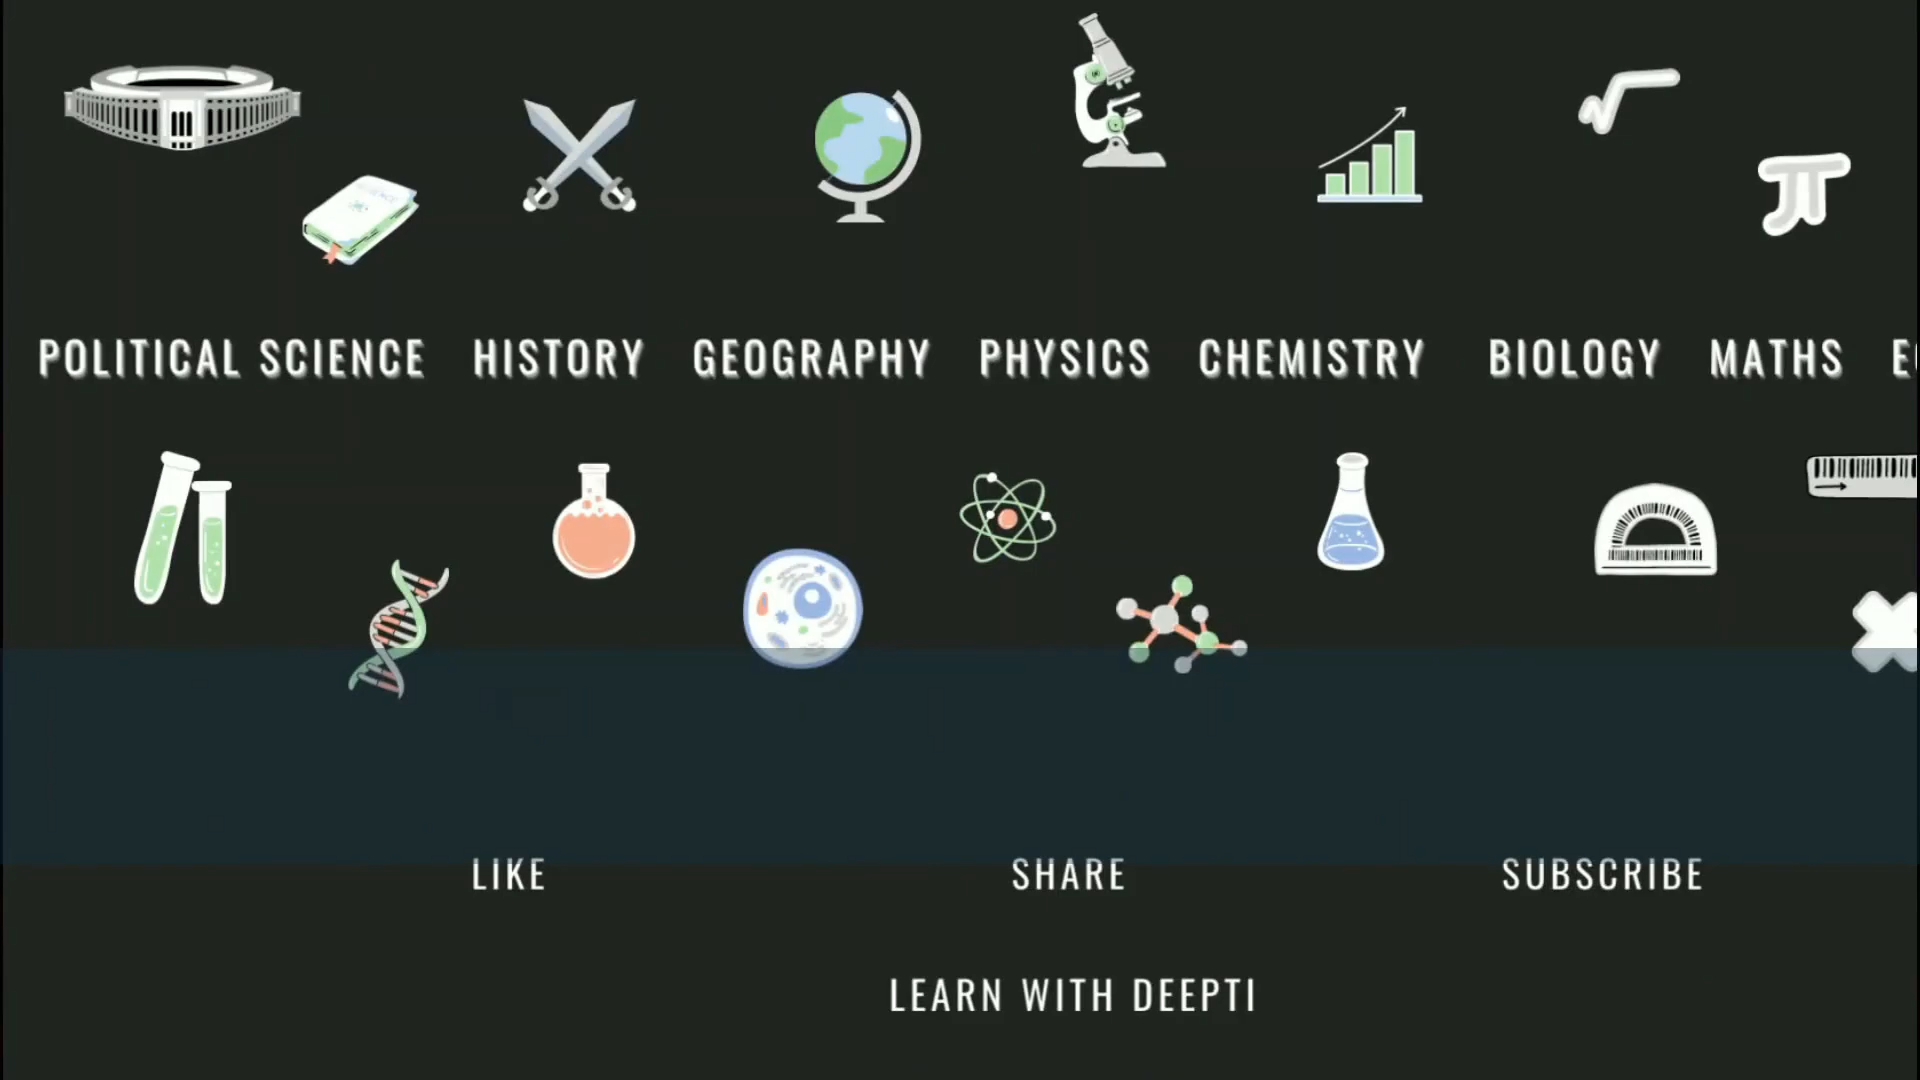 POLITICAL SCIENCE HISTORY GEOGRAPHY PHYSICS CHEMISTRY BIOLOGY MATHS
LIKE SHARE SUBSCRIBE
LEARN WITH DEEPTI